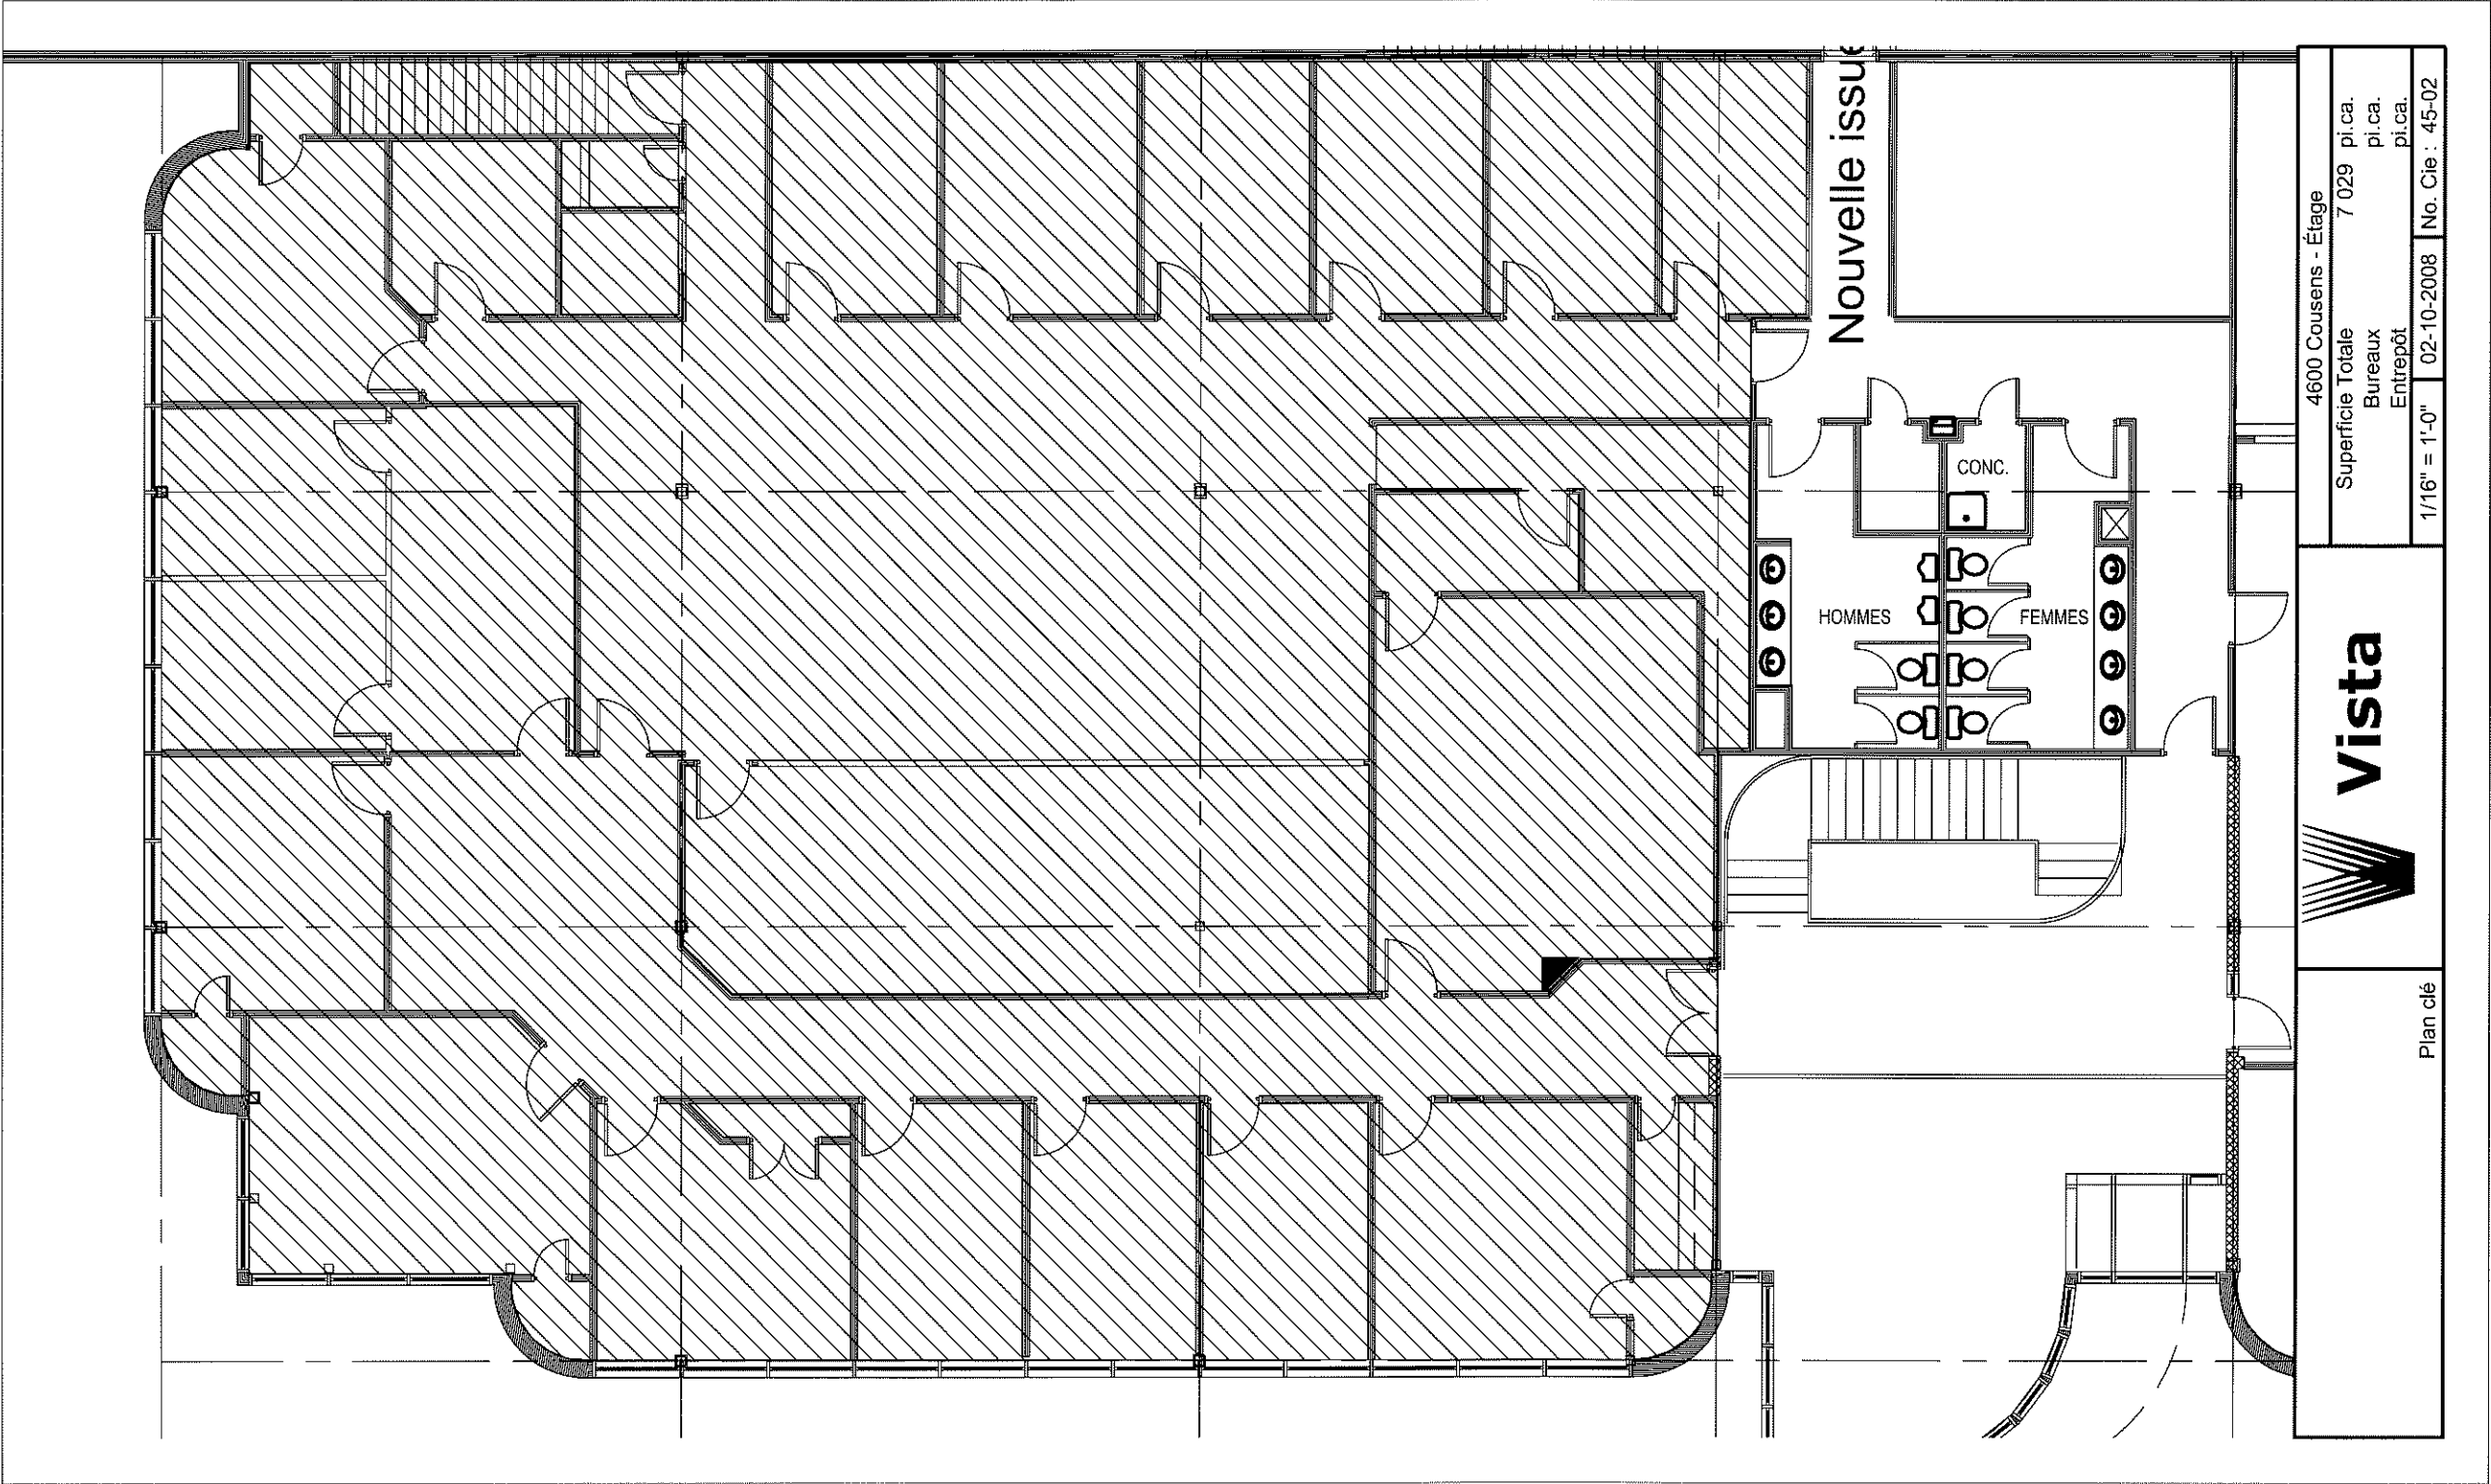 Nouvelle issue
CONC.
HOMMES
FEMMES
4600 Cousens - Étage
Superficie Totale 7 029 pi.ca.
Bureaux pi.ca.
Entrepôt pi.ca.
1/16" = 1'-0" 02-10-2008 No. Cie : 45-02
Vista
Plan clé